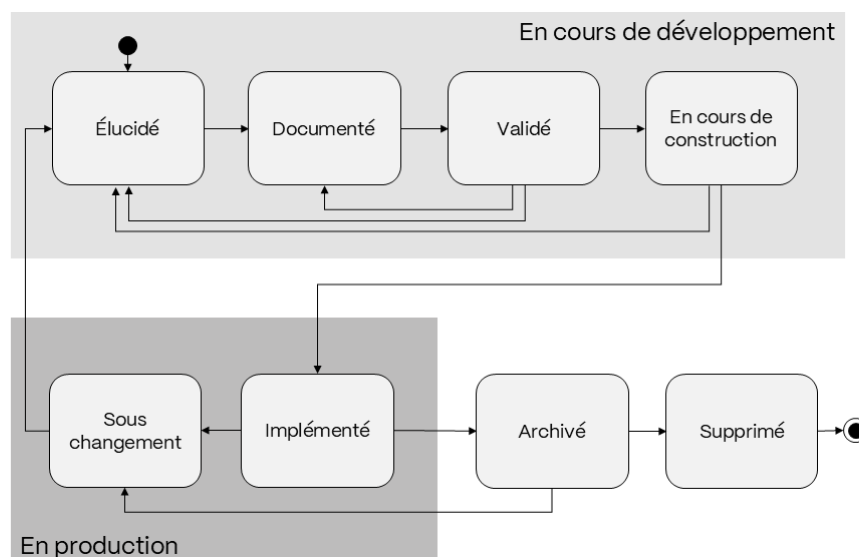 En cours de développement
Élucidé
Documenté
Validé
En cours de
construction
Sous
changement
Implémenté
Archivé
Supprimé
En production